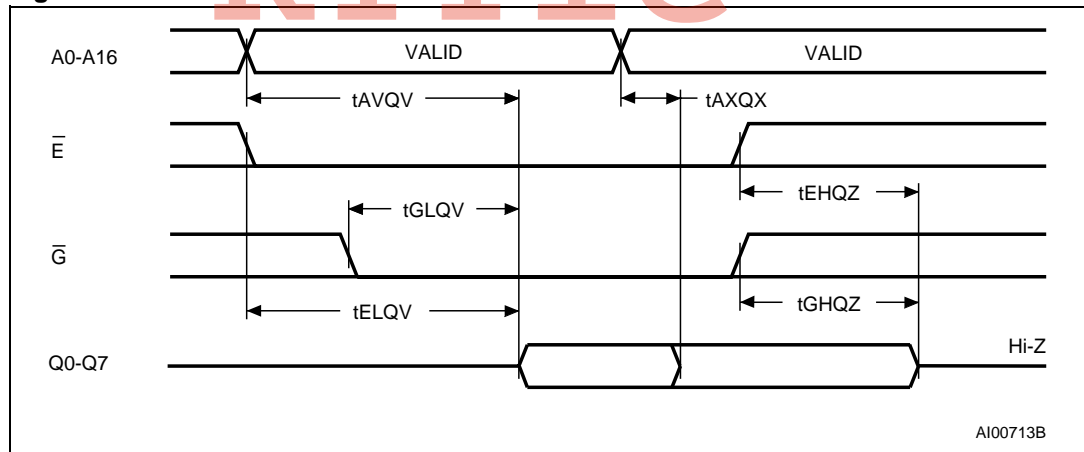 A0-A16
VALID
VALID
tAVQV
tAXQX
E
tEHQZ
tGLQV
G
tELQV
tGHQZ
Q0-Q7
Hi-Z
AI00713B